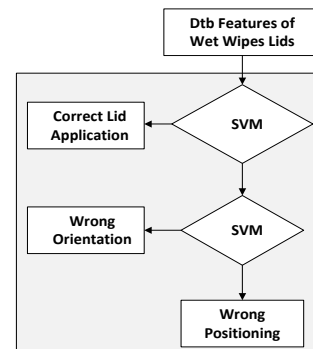 Dtb Features of
Wet Wipes Lids
Correct Lid
Application
SVM
Wrong
Orientation
SVM
Wrong
Positioning